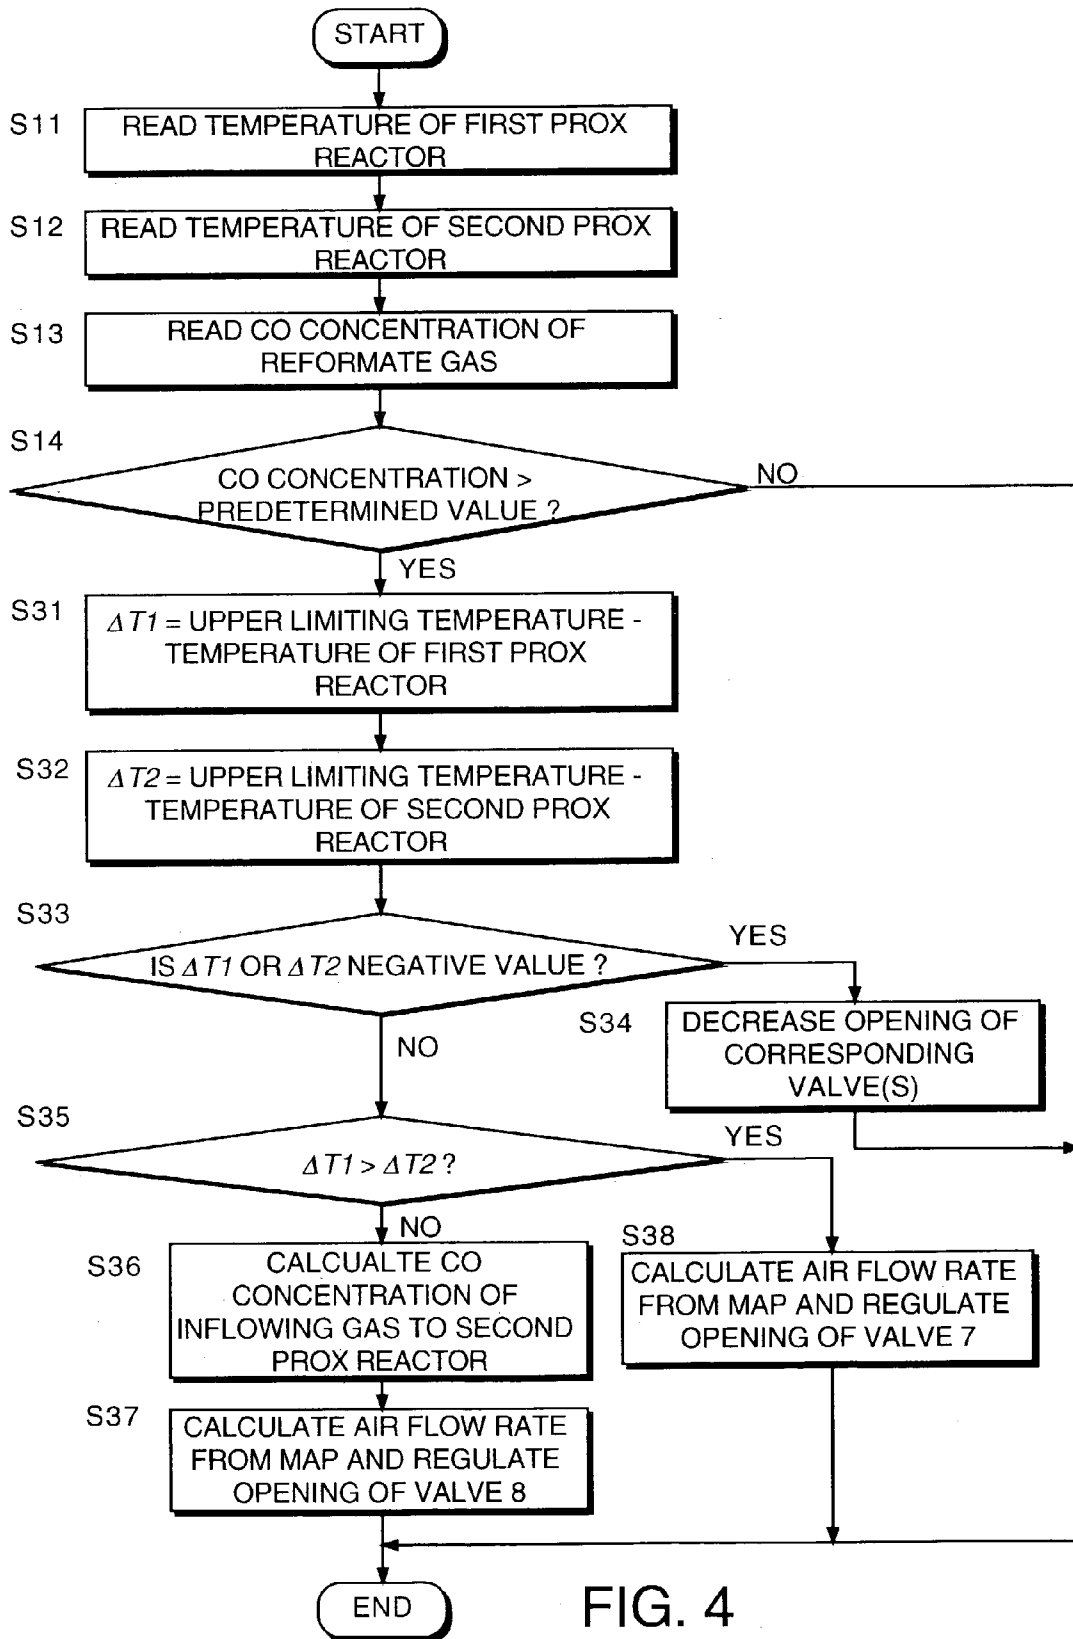 START
S11
READ TEMPERATURE OF FIRST PROX
REACTOR
S12
READ TEMPERATURE OF SECOND PROX
REACTOR
S13
READ CO CONCENTRATION OF
REFORMATE GAS
S14
CO CONCENTRATION >
PREDETERMINED VALUE ?
NO
YES
S31
ΔT1 = UPPER LIMITING TEMPERATURE -
TEMPERATURE OF FIRST PROX
REACTOR
S32
ΔT2 = UPPER LIMITING TEMPERATURE -
TEMPERATURE OF SECOND PROX
REACTOR
S33
IS ΔT1 OR ΔT2 NEGATIVE VALUE ?
YES
NO
S34
DECREASE OPENING OF
CORRESPONDING
VALVE(S)
S35
ΔT1 > ΔT2 ?
YES
NO
S36
CALCUALTE CO
CONCENTRATION OF
INFLOWING GAS TO SECOND
PROX REACTOR
S38
CALCULATE AIR FLOW RATE
FROM MAP AND REGULATE
OPENING OF VALVE 7
S37
CALCULATE AIR FLOW RATE
FROM MAP AND REGULATE
OPENING OF VALVE 8
END
FIG. 4